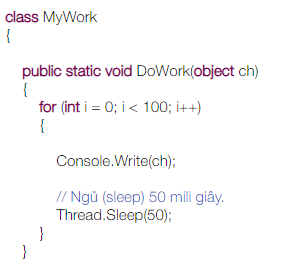 class MyWork
{
public static void DoWork(object ch)
{
for (int i = 0; i < 100; i++)
{
Console.Write(ch);
// Ngủ (sleep) 50 mili giây.
Thread.Sleep(50);
}
}